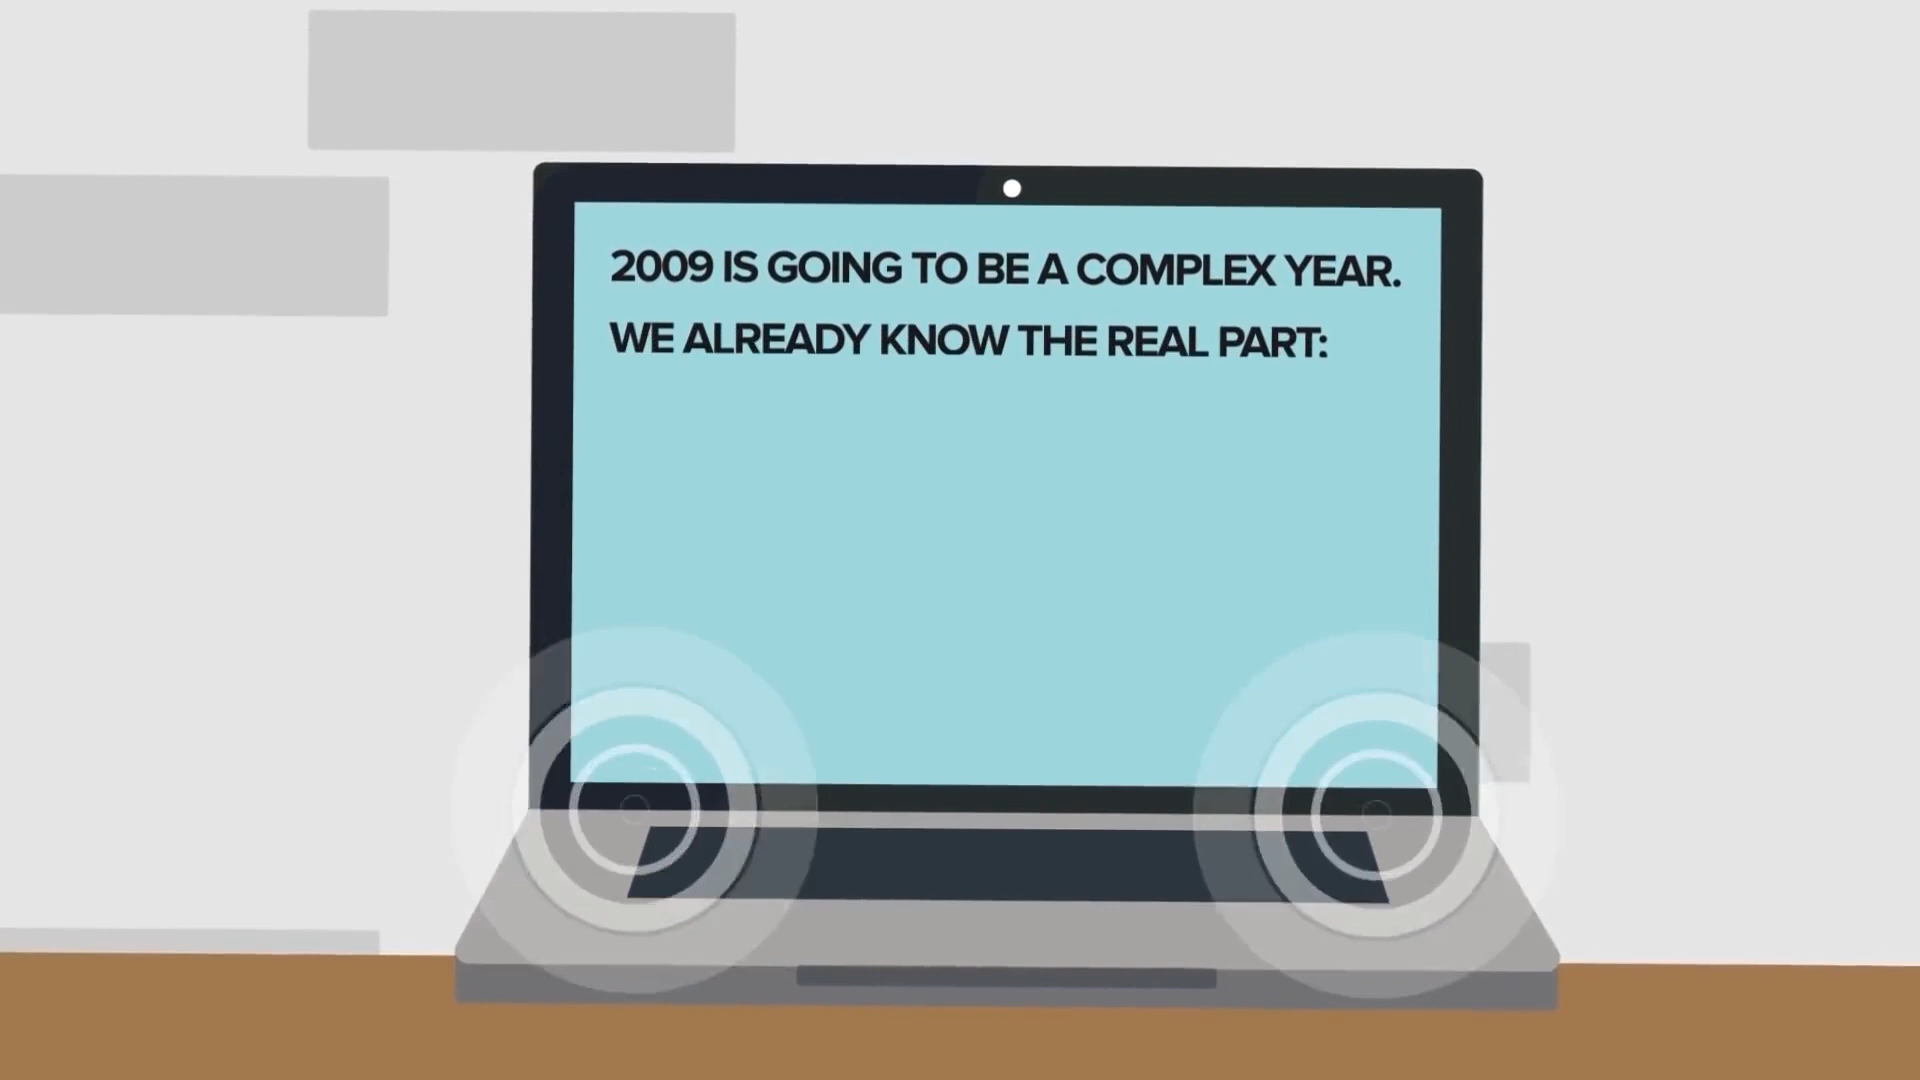 2009 IS GOING TO BE A COMPLEX YEAR.
WE ALREADY KNOW THE REAL PART: